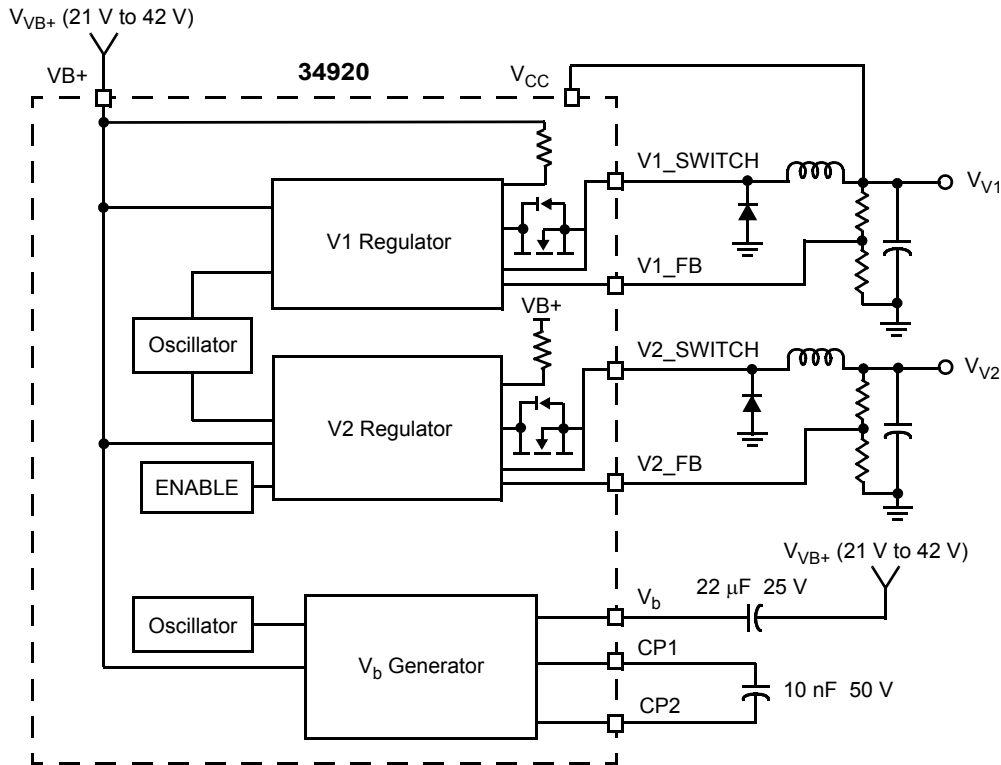 V_VB+ (21 V to 42 V)
VB+
34920
V_CC
V1_SWITCH
V_V1
V1 Regulator
V1_FB
VB+
Oscillator
V2_SWITCH
V_V2
V2 Regulator
V2_FB
ENABLE
V_VB+ (21 V to 42 V)
V_b
22 μF 25 V
Oscillator
CP1
V_b Generator
10 nF 50 V
CP2